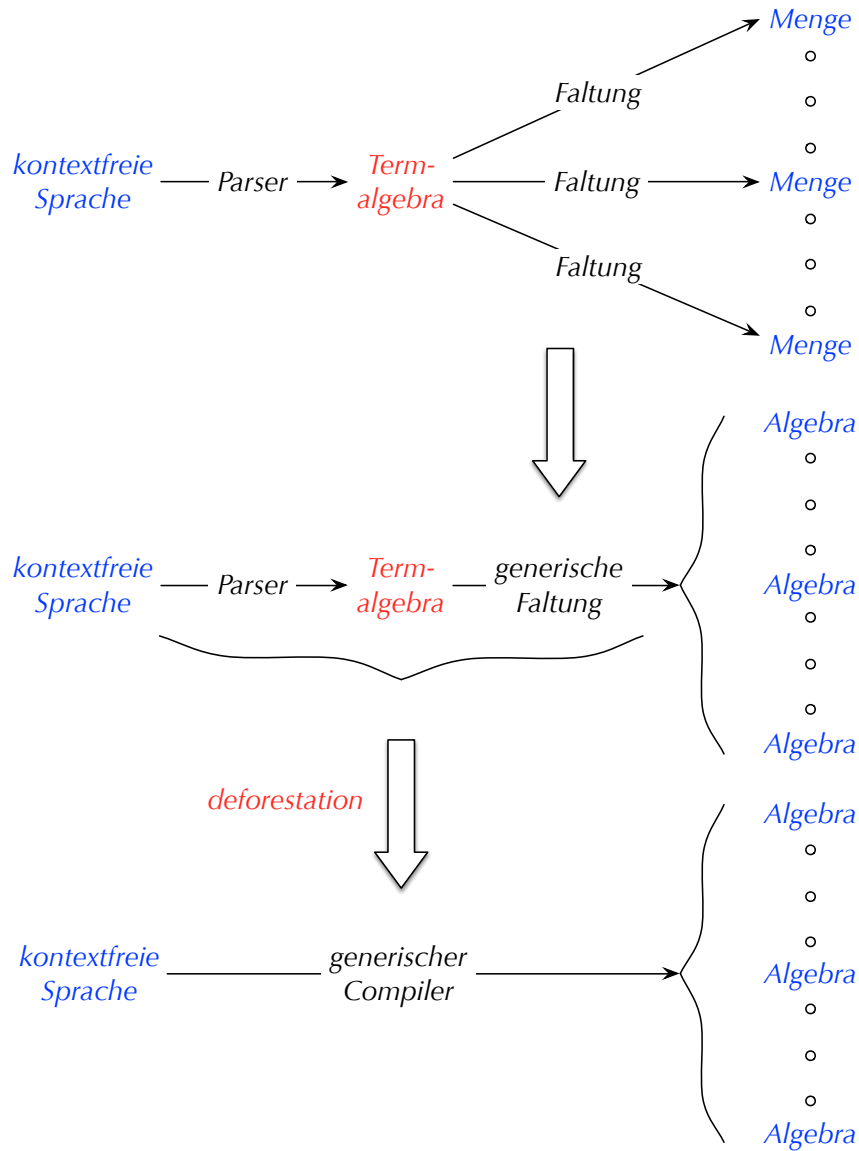 Menge
Faltung
kontextfreie Sprache
Parser
Term-
algebra
Faltung
Menge
Faltung
Menge
Algebra
kontextfreie
Sprache
Parser
Term-
algebra
generische
Faltung
Algebra
Algebra
deforestation
Algebra
kontextfreie
Sprache
generischer
Compiler
Algebra
Algebra